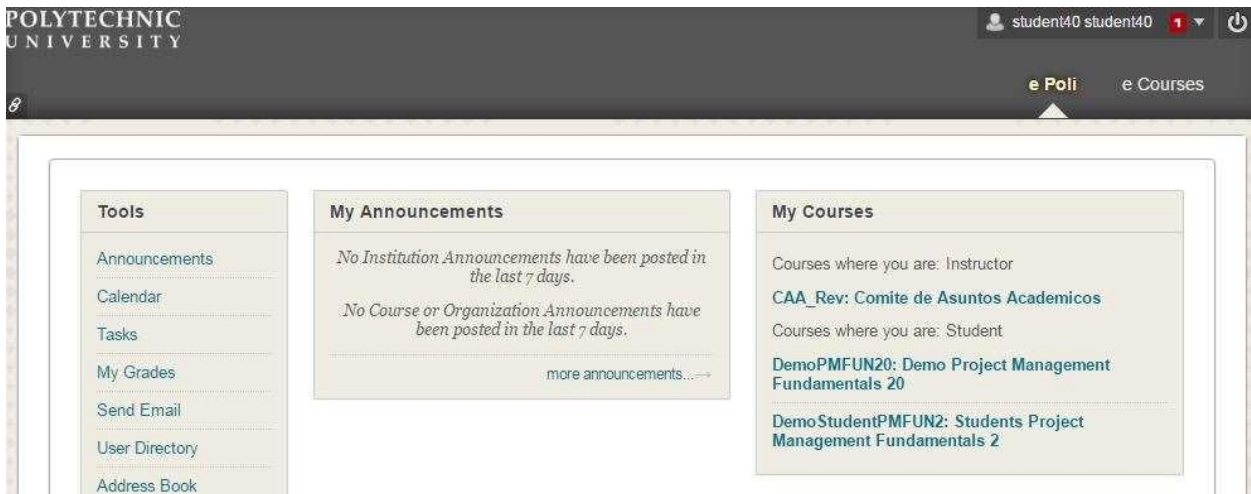 POLYTECHNIC
UNIVERSITY
student40 student40 1
e Poli e Courses
Tools
Announcements
Calendar
Tasks
My Grades
Send Email
User Directory
Address Book
My Announcements
No Institution Announcements have been posted in
the last 7 days.
No Course or Organization Announcements have
been posted in the last 7 days.
more announcements...→
My Courses
Courses where you are: Instructor
CAA_Rev: Comite de Asuntos Academicos
Courses where you are: Student
DemoPMFUN20: Demo Project Management
Fundamentals 20
DemoStudentPMFUN2: Students Project
Management Fundamentals 2